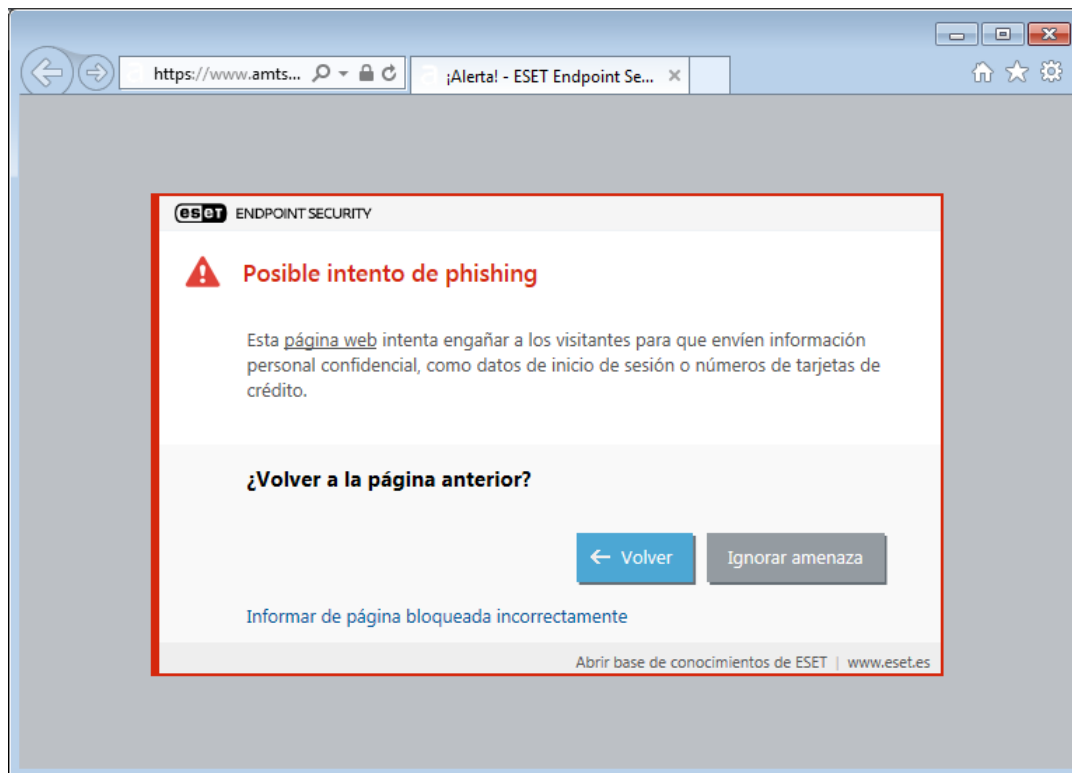 https://www.amts...
¡Alerta! - ESET Endpoint Se...
eseT ENDPOINT SECURITY
Posible intento de phishing
Esta página web intenta engañar a los visitantes para que envíen información
personal confidencial, como datos de inicio de sesión o números de tarjetas de
crédito.
¿Volver a la página anterior?
Volver
Ignorar amenaza
Informar de página bloqueada incorrectamente
Abrir base de conocimientos de ESET | www.eset.es